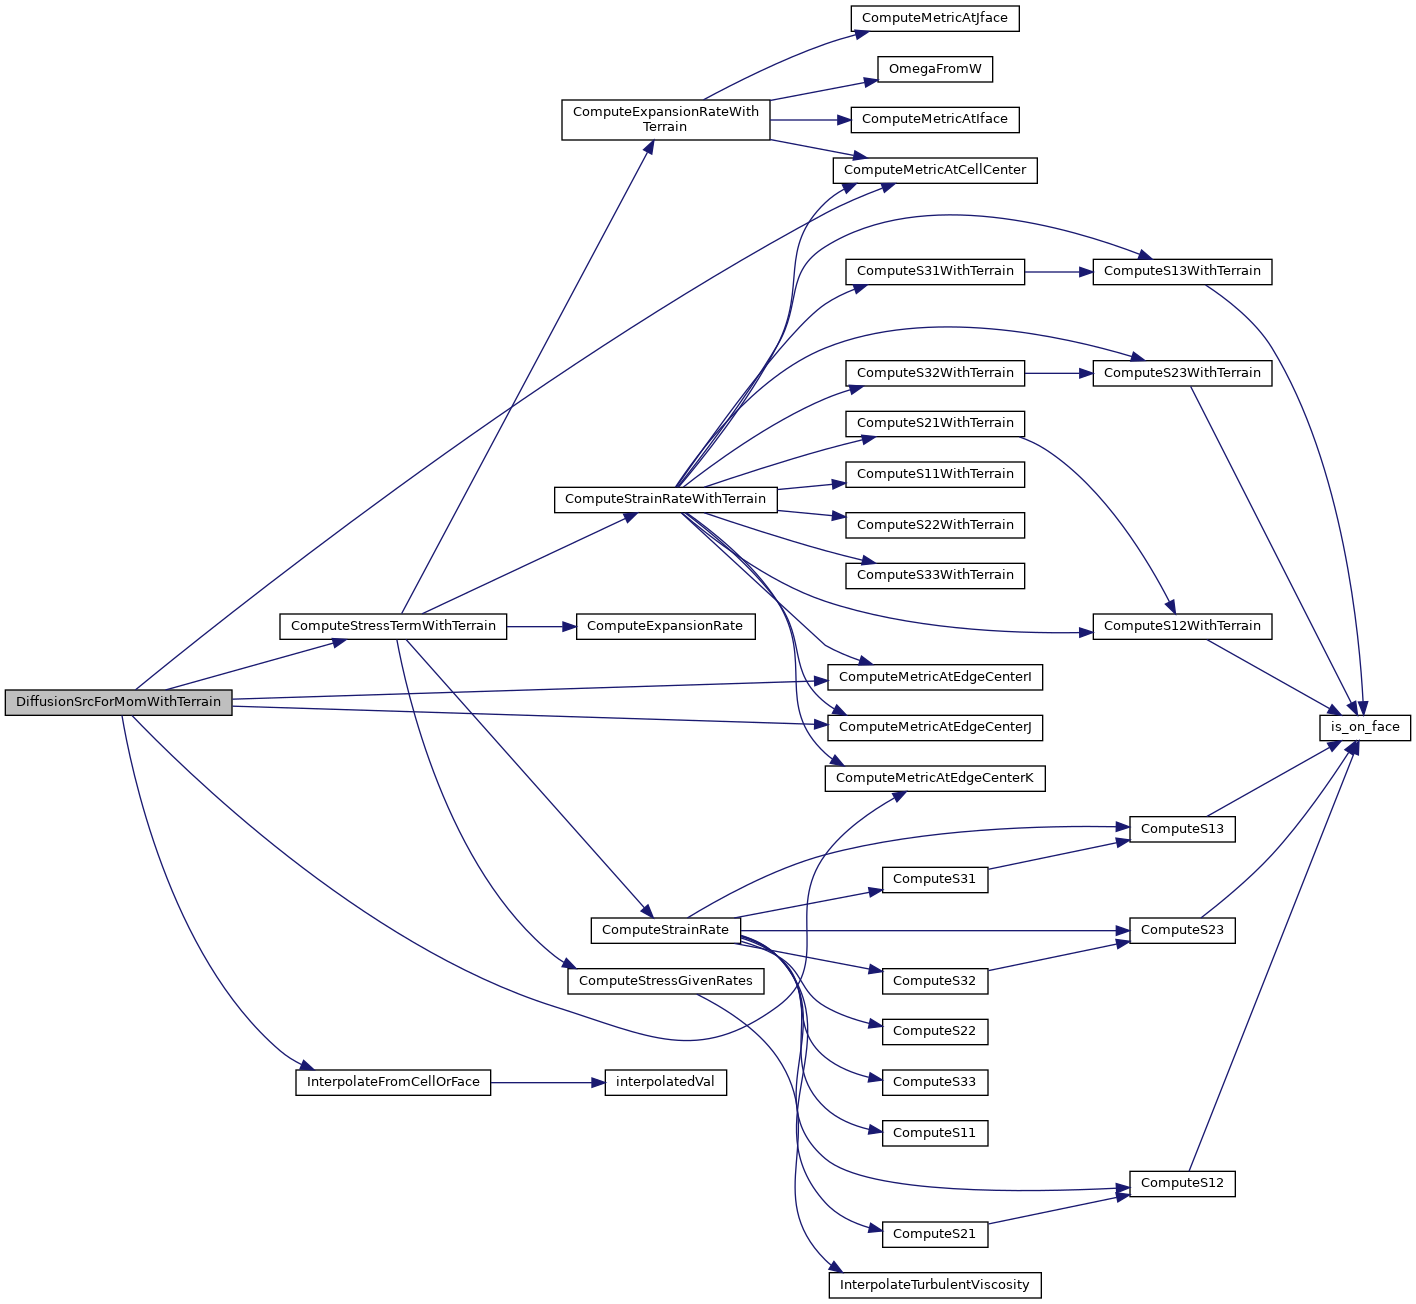 ComputeMetricAtJface
OmegaFromW
ComputeExpansionRateWith
Terrain
ComputeMetricAtIface
ComputeMetricAtCellCenter
ComputeS31WithTerrain
ComputeS13WithTerrain
ComputeS32WithTerrain
ComputeS23WithTerrain
ComputeS21WithTerrain
ComputeS11WithTerrain
ComputeStrainRateWithTerrain
ComputeS22WithTerrain
ComputeS33WithTerrain
ComputeStressTermWithTerrain
ComputeExpansionRate
ComputeS12WithTerrain
ComputeMetricAtEdgeCenterI
DiffusionSrcForMomWithTerrain
ComputeMetricAtEdgeCenterJ
is_on_face
ComputeMetricAtEdgeCenterK
ComputeS13
ComputeS31
ComputeStrainRate
ComputeS23
ComputeStressGivenRates
ComputeS32
ComputeS22
InterpolateFromCellOrFace
interpolatedVal
ComputeS33
ComputeS11
ComputeS12
ComputeS21
InterpolateTurbulentViscosity